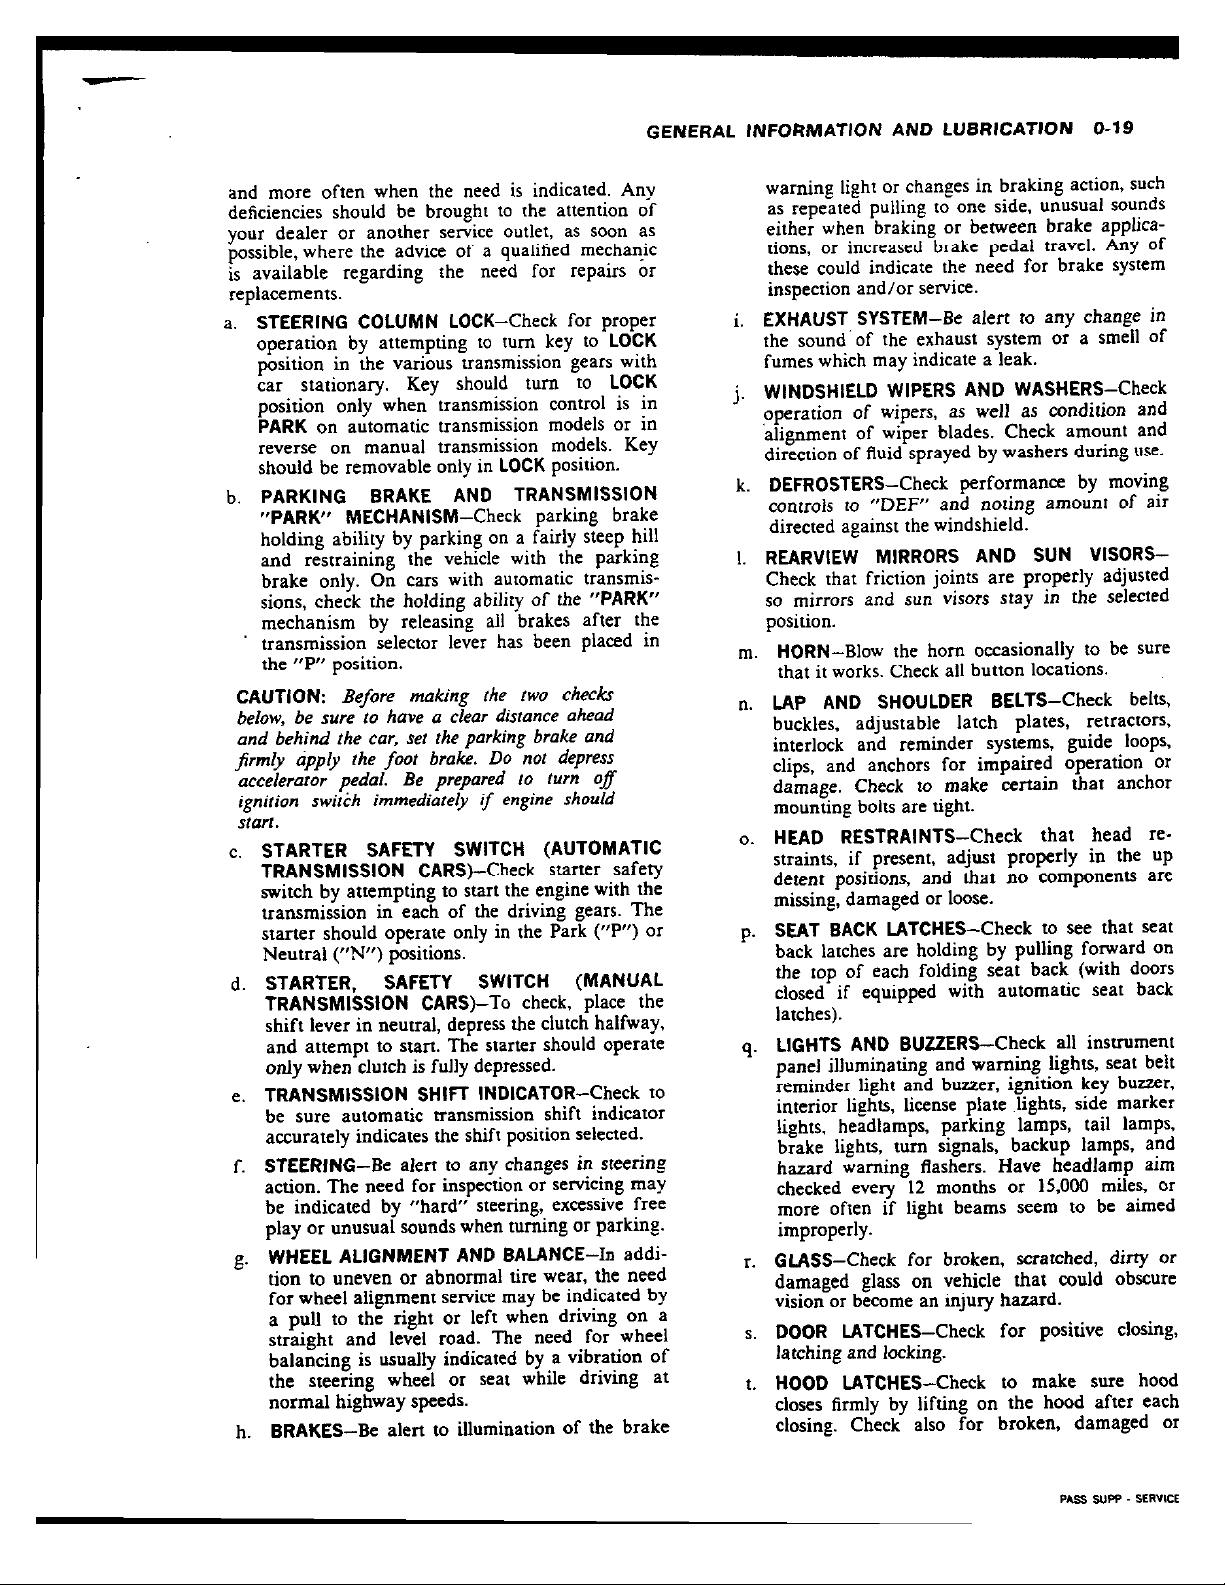 GENERAL INFORMATION AND LUBRICATION 0-19
and more often when the need is indicated. Any
deficiencies should be brought to the attention of
your dealer or another service outlet, as soon as
possible, where the advice of a qualified mechanic
is available regarding the need for repairs or
replacements.
a. STEERING COLUMN LOCK—Check for proper
operation by attempting to turn key to LOCK
position in the various transmission gears with
car stationary. Key should turn to LOCK
position only when transmission control is in
PARK on automatic transmission models or in
reverse on manual transmission models. Key
should be removable only in LOCK position.
b. PARKING BRAKE AND TRANSMISSION
"PARK" MECHANISM—Check parking brake
holding ability by parking on a fairly steep hill
and restraining the vehicle with the parking
brake only. On cars with automatic transmis-
sions, check the holding ability of the "PARK"
mechanism by releasing all brakes after the
transmission selector lever has been placed in
the "P" position.
CAUTION: Before making the two checks
below, be sure to have a clear distance ahead
and behind the car, set the parking brake and
firmly apply the foot brake. Do not depress
accelerator pedal. Be prepared to turn off
ignition switch immediately if engine should
start.
c. STARTER SAFETY SWITCH (AUTOMATIC
TRANSMISSION CARS)—Check starter safety
switch by attempting to start the engine with the
transmission in each of the driving gears. The
starter should operate only in the Park ("P") or
Neutral ("N") positions.
d. STARTER, SAFETY SWITCH (MANUAL
TRANSMISSION CARS)—To check, place the
shift lever in neutral, depress the clutch halfway,
and attempt to start. The starter should operate
only when clutch is fully depressed.
e. TRANSMISSION SHIFT INDICATOR—Check to
be sure automatic transmission shift indicator
accurately indicates the shift position selected.
f. STEERING—Be alert to any changes in steering
action. The need for inspection or servicing may
be indicated by "hard" steering, excessive free
play or unusual sounds when turning or parking.
g. WHEEL ALIGNMENT AND BALANCE—In addi-
tion to uneven or abnormal tire wear, the need
for wheel alignment service may be indicated by
a pull to the right or left when driving on a
straight and level road. The need for wheel
balancing is usually indicated by a vibration of
the steering wheel or seat while driving at
normal highway speeds.
h. BRAKES—Be alert to illumination of the brake
warning light or changes in braking action, such
as repeated pulling to one side, unusual sounds
either when braking or between brake applica-
tions, or increased brake pedal travel. Any of
these could indicate the need for brake system
inspection and/or service.
i. EXHAUST SYSTEM—Be alert to any change in
the sound of the exhaust system or a smell of
fumes which may indicate a leak.
j. WINDSHIELD WIPERS AND WASHERS—Check
operation of wipers, as well as condition and
alignment of wiper blades. Check amount and
direction of fluid sprayed by washers during use.
k. DEFROSTERS—Check performance by moving
controls to "DEF" and noting amount of air
directed against the windshield.
l. REARVIEW MIRRORS AND SUN VISORS—
Check that friction joints are properly adjusted
so mirrors and sun visors stay in the selected
position.
m. HORN—Blow the horn occasionally to be sure
that it works. Check all button locations.
n. LAP AND SHOULDER BELTS—Check belts,
buckles, adjustable latch plates, retractors,
interlock and reminder systems, guide loops,
clips, and anchors for impaired operation or
damage. Check to make certain that anchor
mounting bolts are tight.
o. HEAD RESTRAINTS—Check that head re-
straints, if present, adjust properly in the up
detent positions, and that no components are
missing, damaged or loose.
p. SEAT BACK LATCHES—Check to see that seat
back latches are holding by pulling forward on
the top of each folding seat back (with doors
closed if equipped with automatic seat back
latches).
q. LIGHTS AND BUZZERS—Check all instrument
panel illuminating and warning lights, seat belt
reminder light and buzzer, ignition key buzzer,
interior lights, license plate lights, side marker
lights, headlamps, parking lamps, tail lamps,
brake lights, turn signals, backup lamps, and
hazard warning flashers. Have headlamp aim
checked every 12 months or 15,000 miles, or
more often if light beams seem to be aimed
improperly.
r. GLASS—Check for broken, scratched, dirty or
damaged glass on vehicle that could obscure
vision or become an injury hazard.
s. DOOR LATCHES—Check for positive closing,
latching and locking.
t. HOOD LATCHES—Check to make sure hood
closes firmly by lifting on the hood after each
closing. Check also for broken, damaged or
PASS SUPP - SERVICE